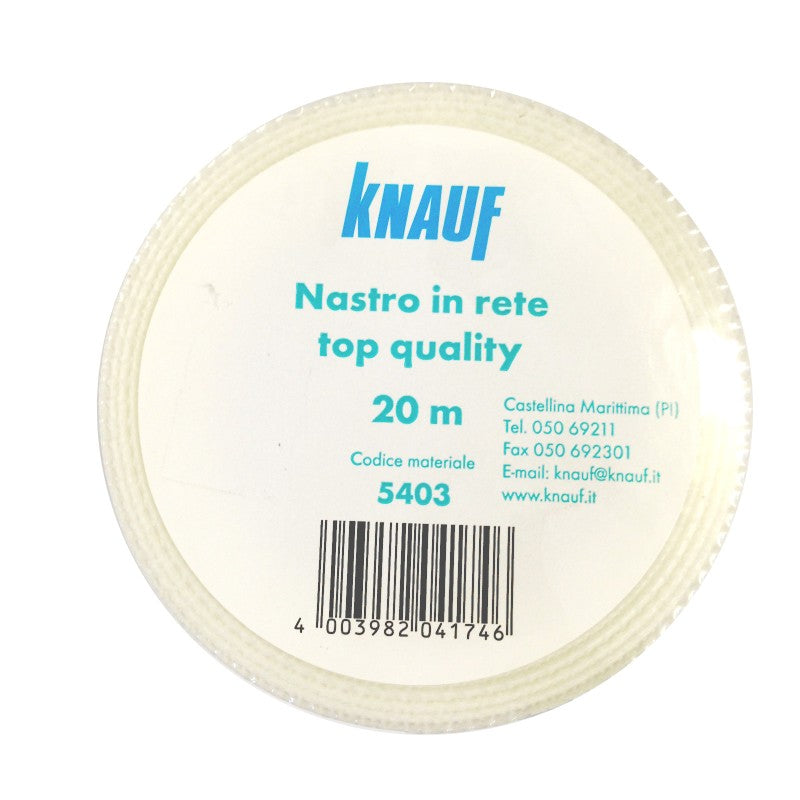 KNAUF
Nastro in rete
top quality
20 m
Codice materiale
5403
Castellina Marittima (PI)
Tel. 050 69211
Fax 050 692301
E-mail: knauf@knauf.it
www.knauf.it
4 003982 041746